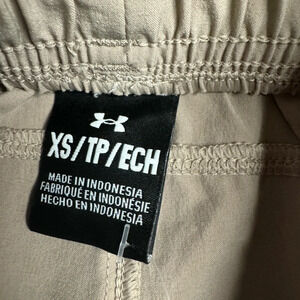 XS/TP/ECH
MADE IN INDONESIA
FABRIQUÉ EN INDONÉSIE
HECHO EN INDONESIA